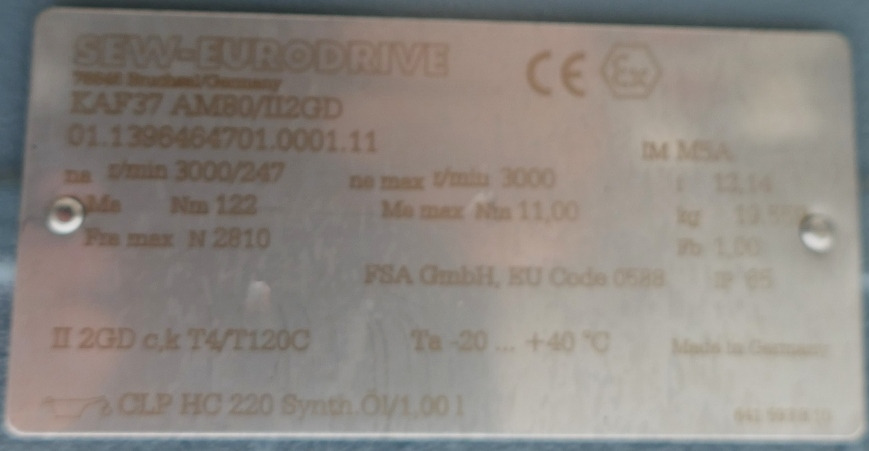 SEW-EURODRIVE
CE Ex
76646 Bruchsal/Germany
KAF37 AM80/II2GD
01.1396464701.0001.11
IM M5A
na r/min 3000/247
ne max r/min 3000
i 12,14
Ma Nm 122
Me max Nm 11,00
kg
Fra max N 2810
Fb 1,00
FSA GmbH, EU Code 0588
IP 65
II 2GD c,k T4/T120C
Ta -20 ... +40 °C
Made in Germany
CLP HC 220 Synth.Öl/1,00 l